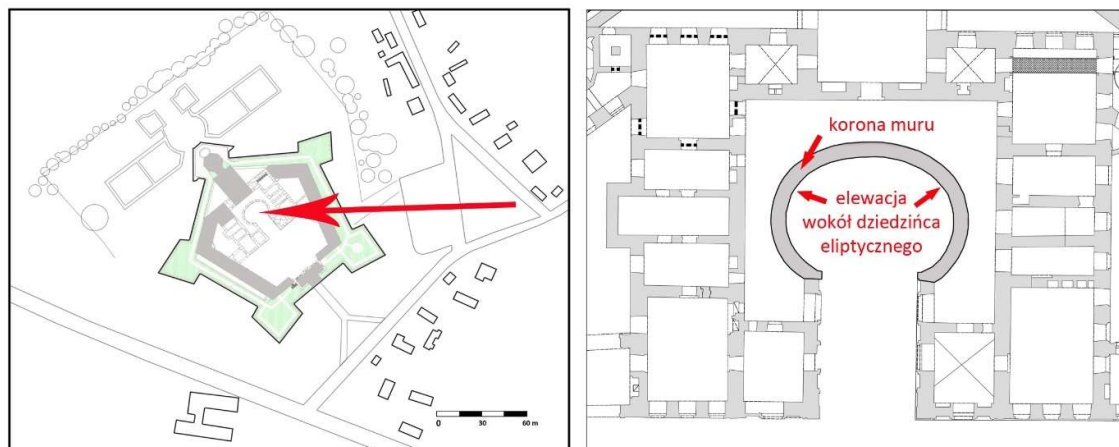 0 30 60 m
korona muru
elewacja
wokół dziedzińca
eliptycznego